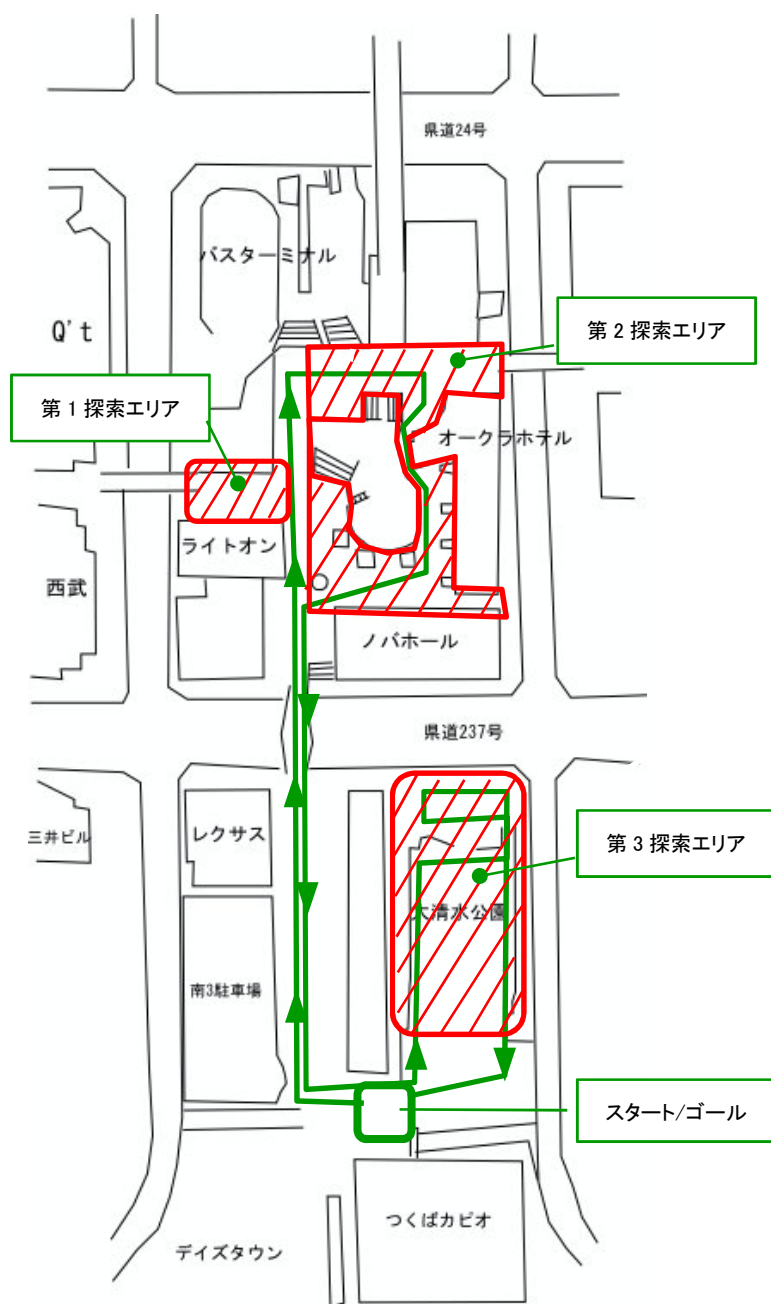 県道24号
バスターミナル
Q't
第2探索エリア
第1探索エリア
オークラホテル
ライトオン
西武
ノバホール
県道237号
三井ビル
レクサス
第3探索エリア
大清水公園
南3駐車場
スタート/ゴール
つくばカピオ
デイズタウン